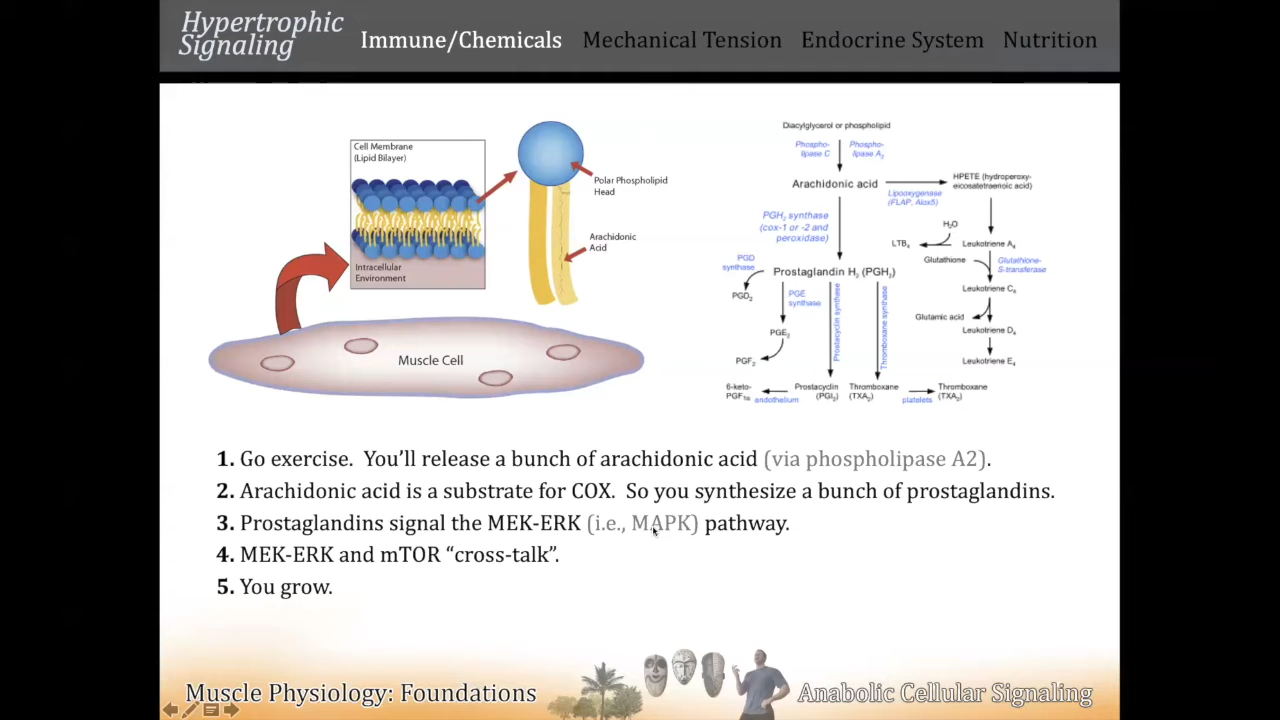 Hypertrophic
Signaling
Immune/Chemicals Mechanical Tension Endocrine System Nutrition
Cell Membrane
(Lipid Bilayer)
Intracellular
Environment
Polar Phospholipid
Head
Arachidonic
Acid
Muscle Cell
Diacylglycerol or phospholipid
Phospho-
lipase C
Phospho-
lipase A₂
Arachidonic acid
Lipoxygenase
(FLAP, Alox5)
HPETE (hydroperoxy-
eicosatetraenoic acid)
PGH₂ synthase
(cox-1 or -2 and
peroxidase)
H₂O
LTB₄
Leukotriene A₄
Glutathione
Glutathione-
S-transferase
PGD
synthase
Prostaglandin H₂ (PGH₂)
Leukotriene C₄
PGD₂
PGE
synthase
Prostacyclin synthase
Thromboxane synthase
Glutamic acid
Leukotriene D₄
PGE₂
PGF₂
Leukotriene E₄
6-keto-
PGF₁α
endothelium
Prostacyclin
(PGI₂)
Thromboxane
(TXA₂)
platelets
Thromboxane
(TXA₂)
1. Go exercise. You’ll release a bunch of arachidonic acid (via phospholipase A2).
2. Arachidonic acid is a substrate for COX. So you synthesize a bunch of prostaglandins.
3. Prostaglandins signal the MEK-ERK (i.e., MAPK) pathway.
4. MEK-ERK and mTOR “cross-talk”.
5. You grow.
Muscle Physiology: Foundations
Anabolic Cellular Signaling